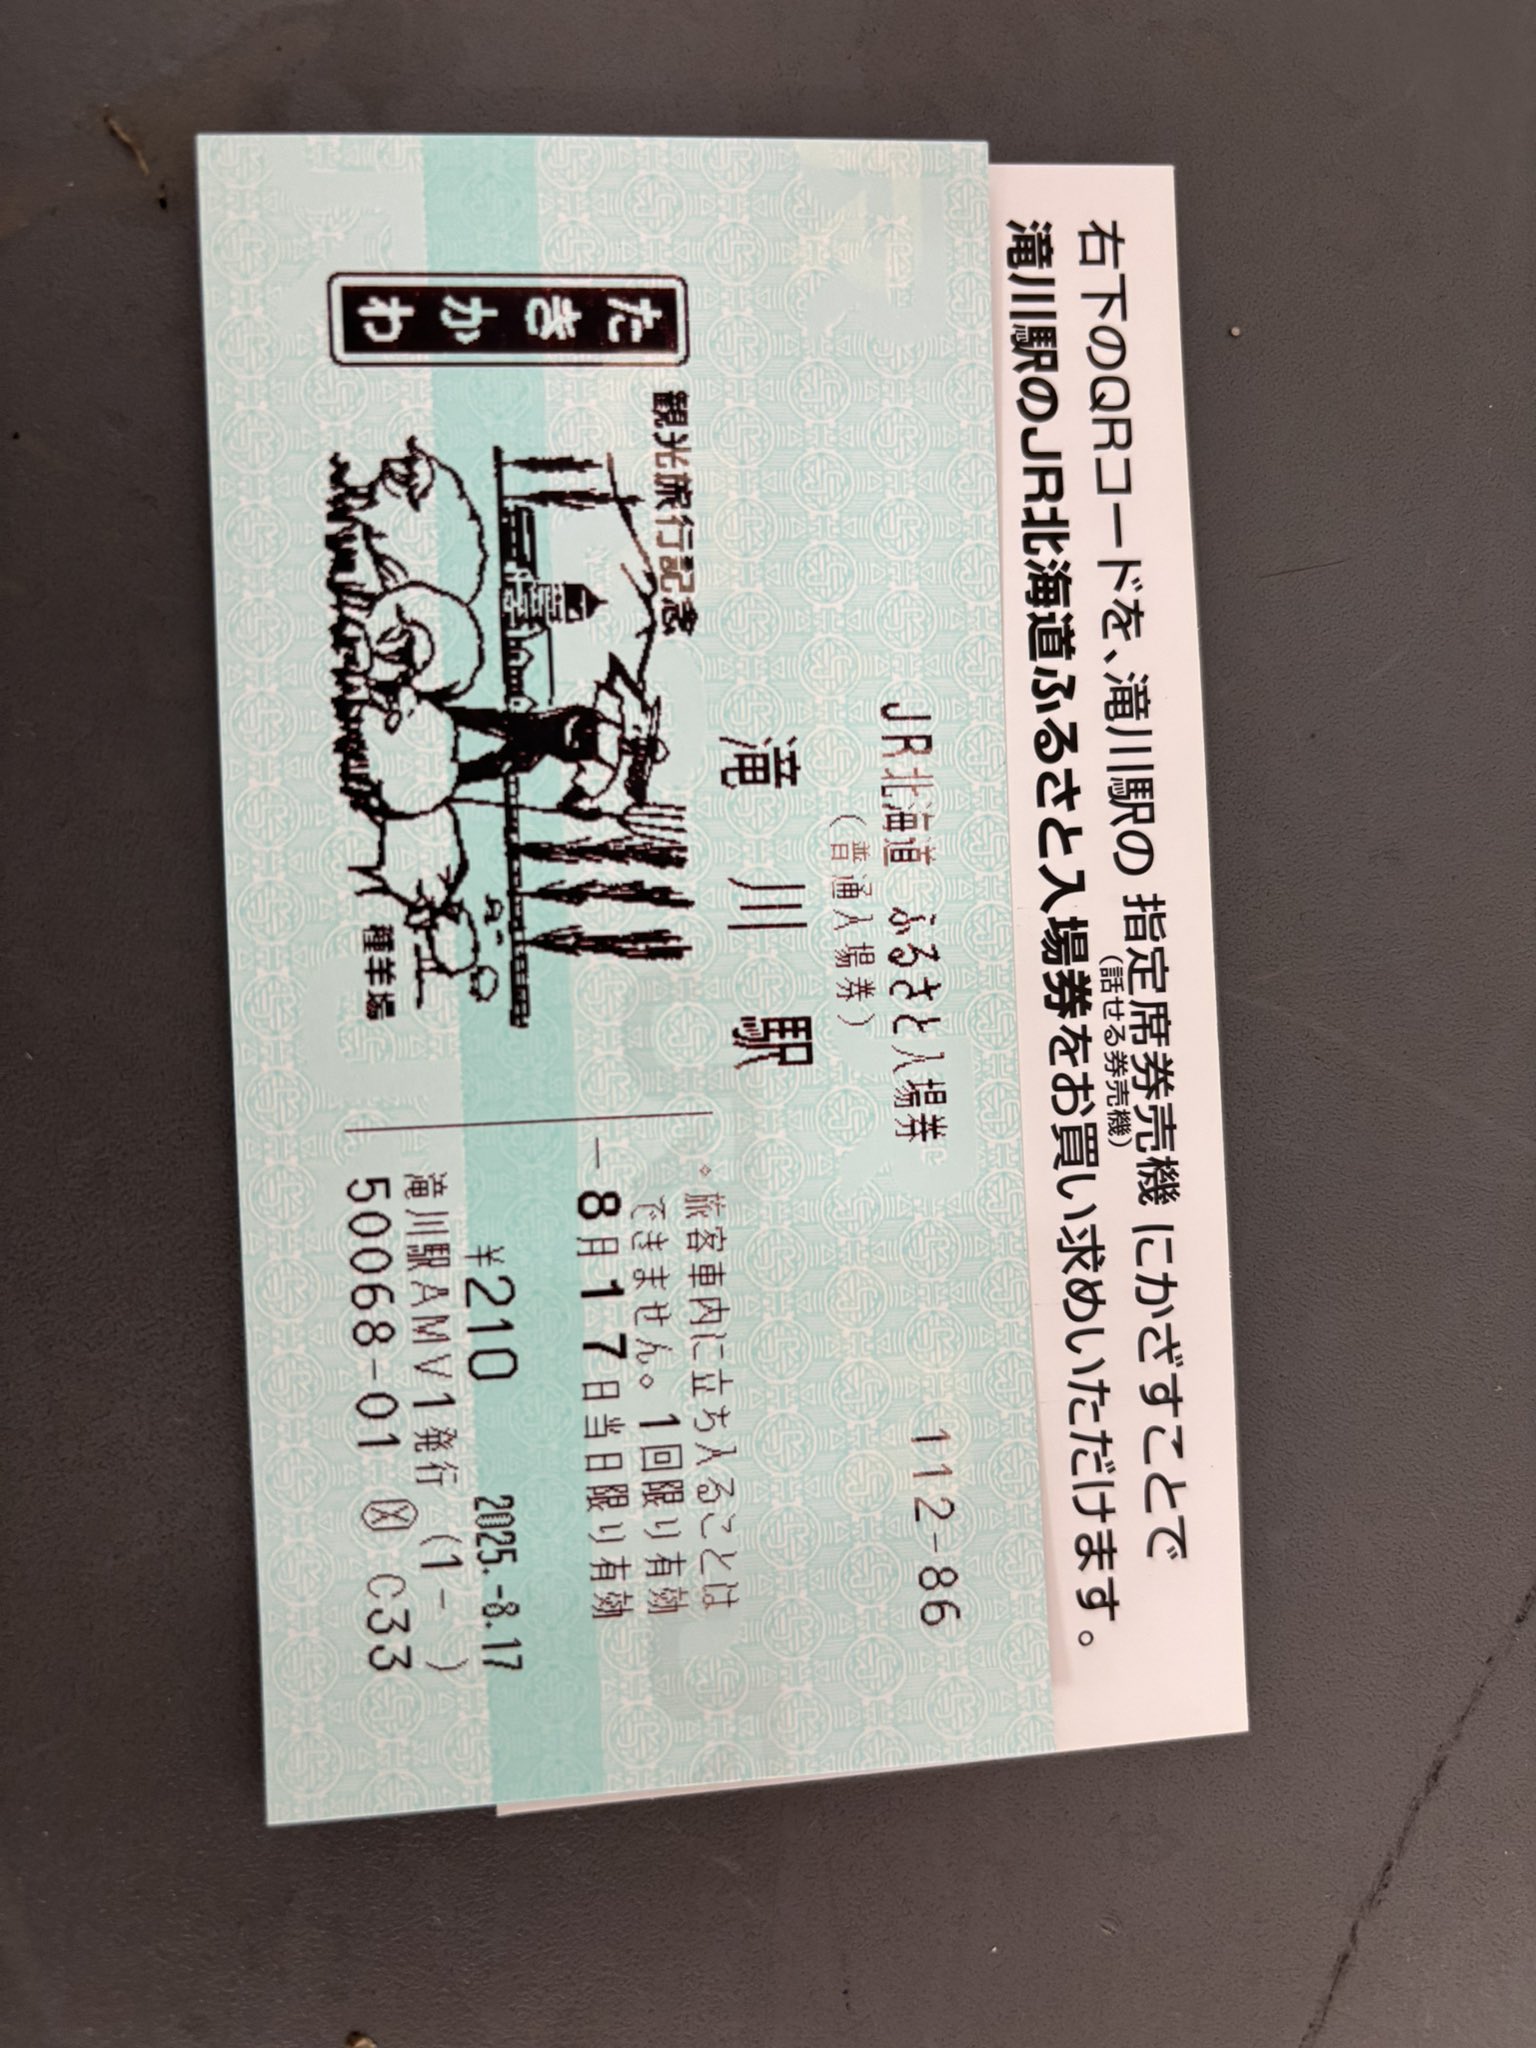 右下のQRコードを、滝川駅の 指定席券売機 にかざすことで
(話せる券売機)
滝川駅のJR北海道ふるさと入場券をお買い求めいただけます。
JR北海道 ふるさと入場券
(普通入場券)
112-86
滝川駅
観光旅行記念
たきかわ
種羊場
。旅客車内に立ち入ることは
できません。1回限り有効
-8月17日当日限り有効
¥210
2025.-8.17
滝川駅AMV1発行 (1- )
50068-01 C33